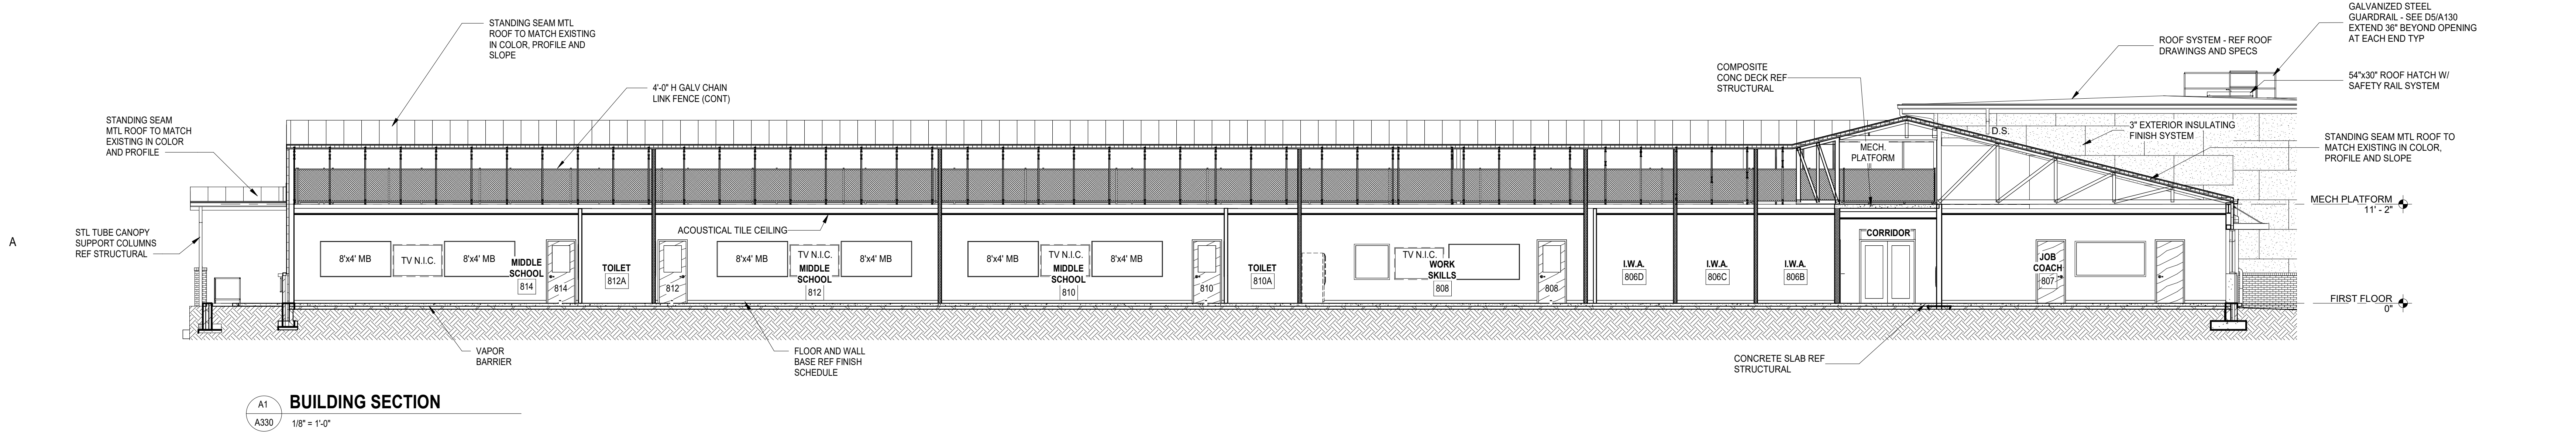 STANDING SEAM MTL
ROOF TO MATCH EXISTING
IN COLOR, PROFILE AND
SLOPE
4'-0" H GALV CHAIN
LINK FENCE (CONT)
STANDING SEAM
MTL ROOF TO MATCH
EXISTING IN COLOR
AND PROFILE
COMPOSITE
CONC DECK REF
STRUCTURAL
GALVANIZED STEEL
GUARDRAIL - SEE D5/A130
EXTEND 36" BEYOND OPENING
AT EACH END TYP
ROOF SYSTEM - REF ROOF
DRAWINGS AND SPECS
54"x30" ROOF HATCH W/
SAFETY RAIL SYSTEM
D.S.
3" EXTERIOR INSULATING
FINISH SYSTEM
STANDING SEAM MTL ROOF TO
MATCH EXISTING IN COLOR,
PROFILE AND SLOPE
MECH.
PLATFORM
MECH PLATFORM
11' - 2"
A
STL TUBE CANOPY
SUPPORT COLUMNS
REF STRUCTURAL
ACOUSTICAL TILE CEILING
8'x4' MB
TV N.I.C.
8'x4' MB
MIDDLE
SCHOOL
814
814
TOILET
812A
812
8'x4' MB
TV N.I.C.
8'x4' MB
MIDDLE
SCHOOL
812
8'x4' MB
TV N.I.C.
8'x4' MB
MIDDLE
SCHOOL
810
810
TOILET
810A
TV N.I.C.
WORK
SKILLS
808
808
I.W.A.
806D
I.W.A.
806C
I.W.A.
806B
CORRIDOR
JOB
COACH
807
FIRST FLOOR
0"
VAPOR
BARRIER
FLOOR AND WALL
BASE REF FINISH
SCHEDULE
CONCRETE SLAB REF
STRUCTURAL
A1
A330
BUILDING SECTION
1/8" = 1'-0"